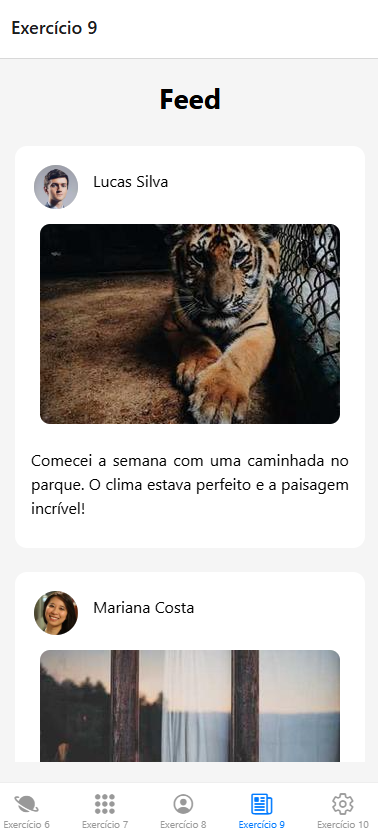 Exercício 9
Feed
Lucas Silva
Comecei a semana com uma caminhada no
parque. O clima estava perfeito e a paisagem
incrível!
Mariana Costa
Exercício 6
Exercício 7
Exercício 8
Exercício 9
Exercício 10